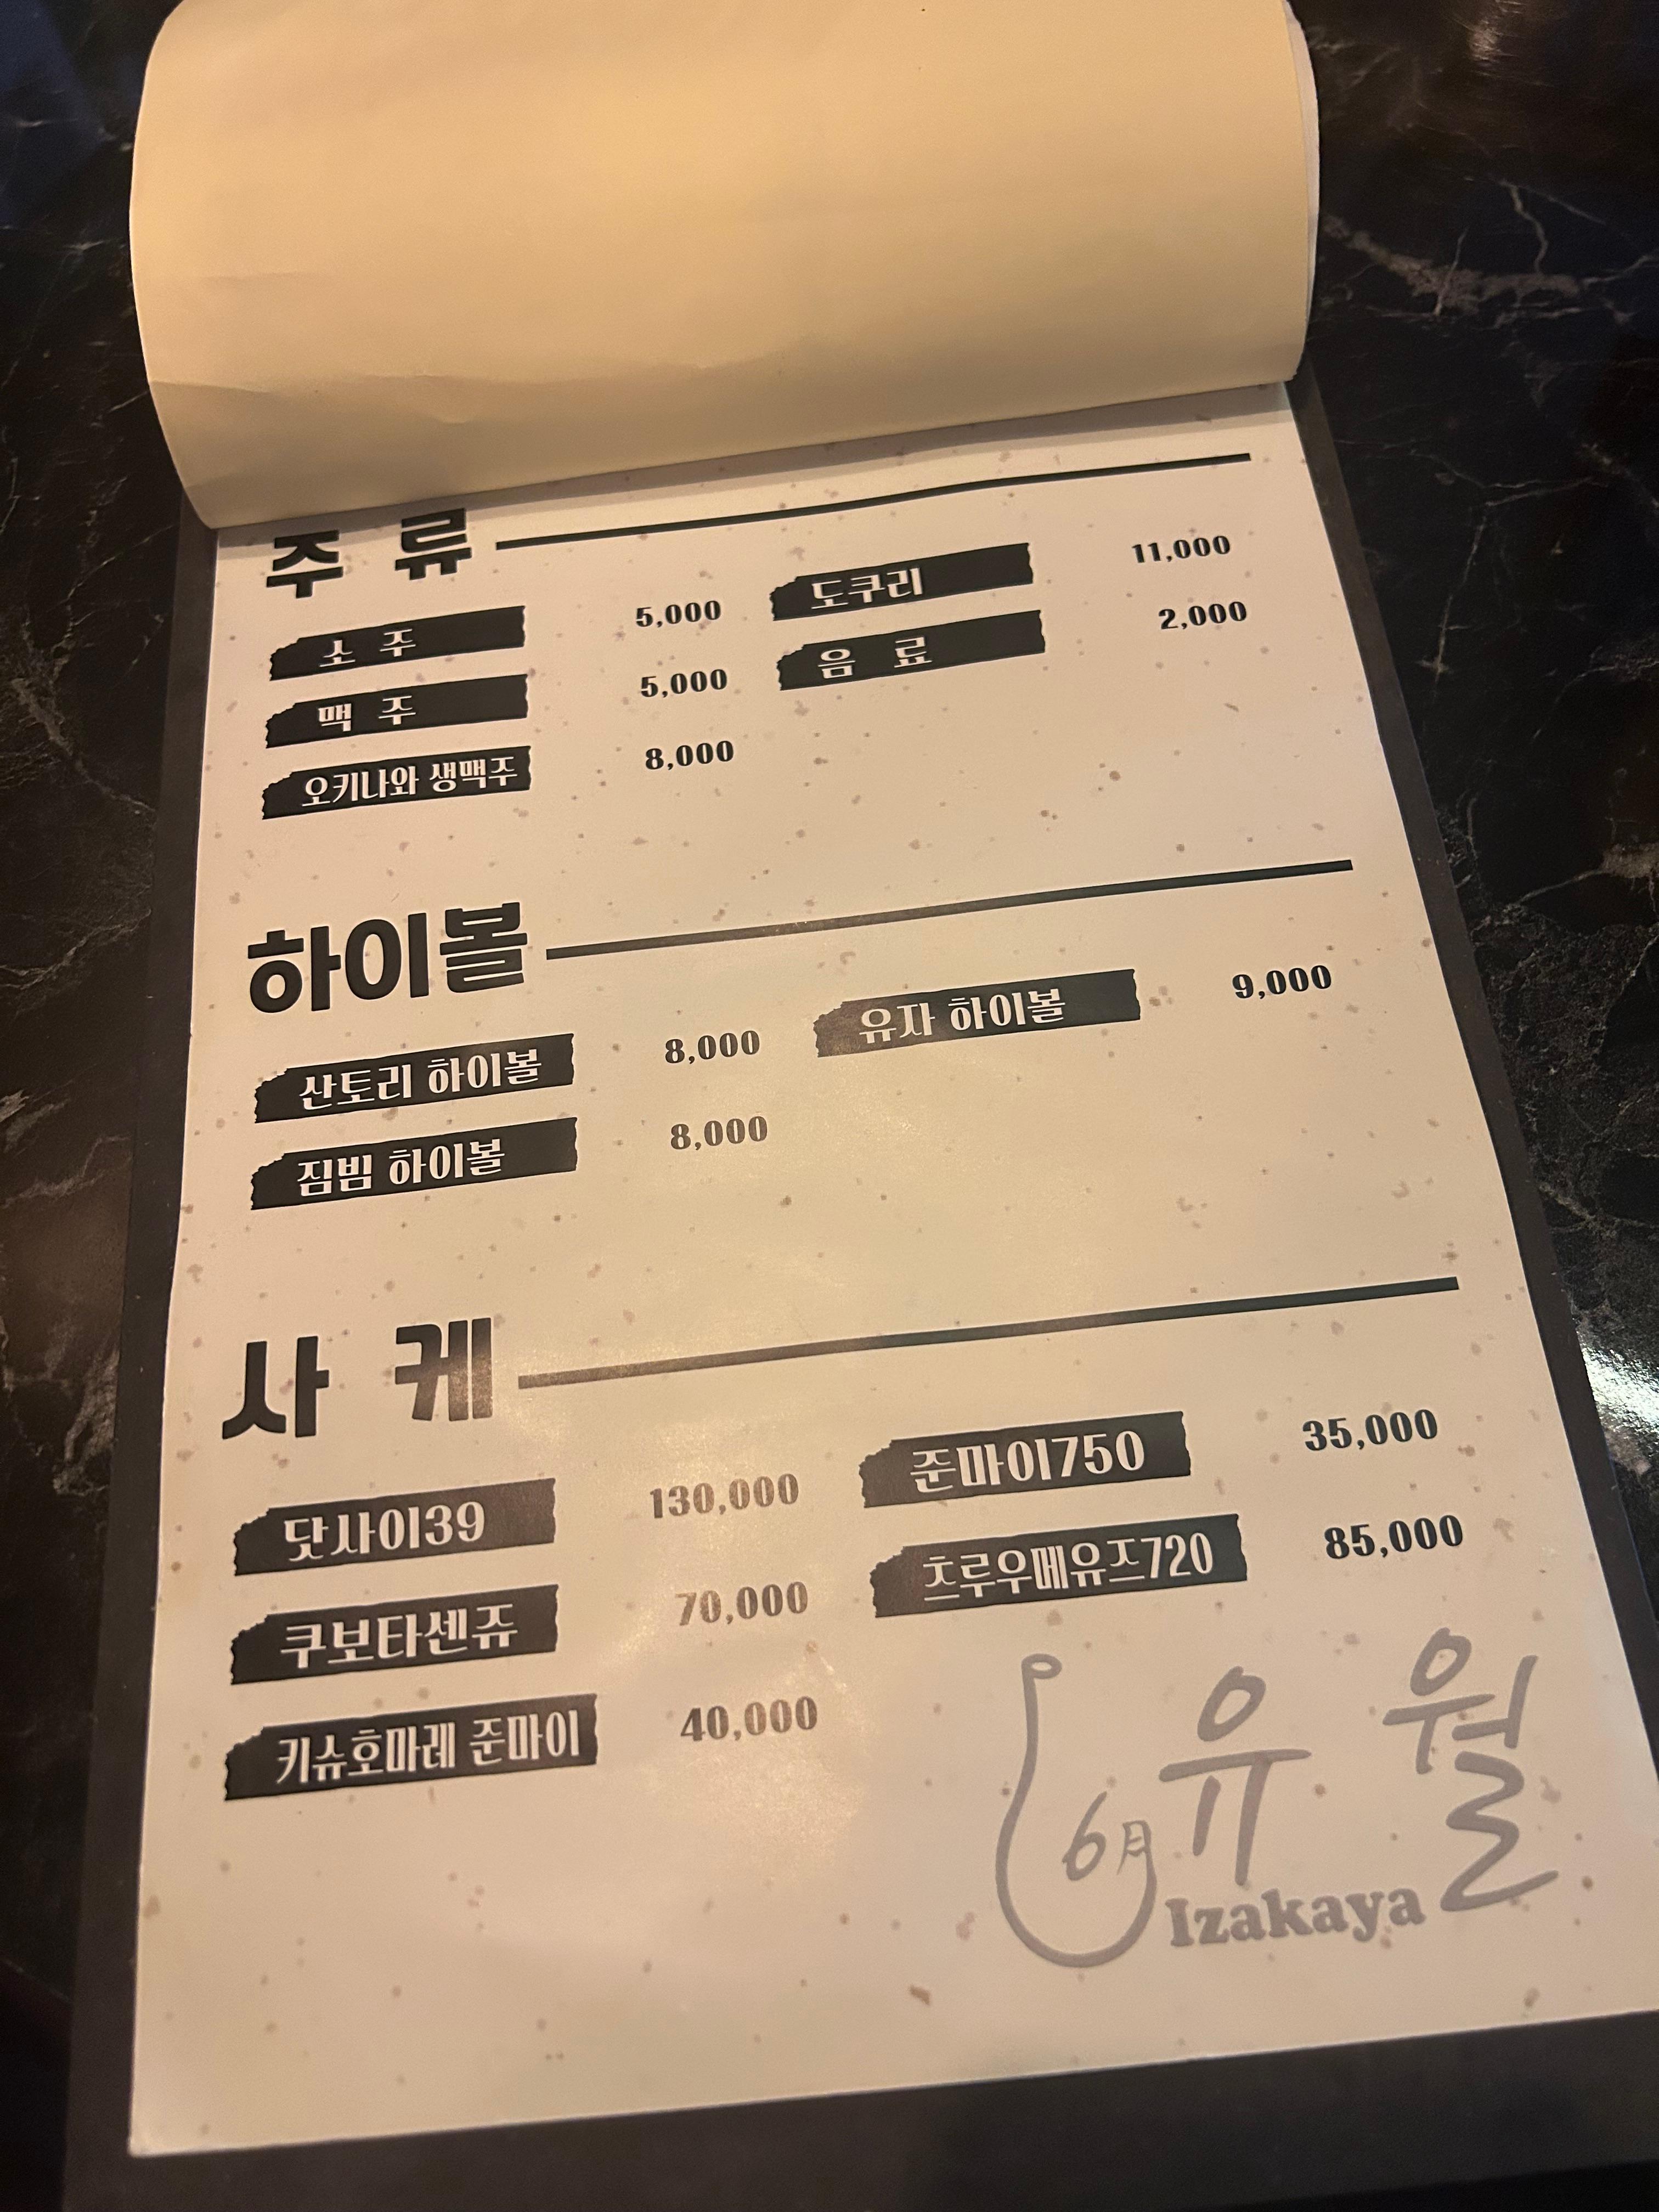 주 류
소 주 5,000 도쿠리 11,000
맥 주 5,000 음 료 2,000
오키나와 생맥주 8,000
하이볼
산토리 하이볼 8,000 유자 하이볼 9,000
짐빔 하이볼 8,000
사 케
닷사이39 130,000 준마이750 35,000
쿠보타센쥬 70,000 츠루우메유즈720 85,000
키슈호마레 준마이 40,000
6月 유 월
Izakaya